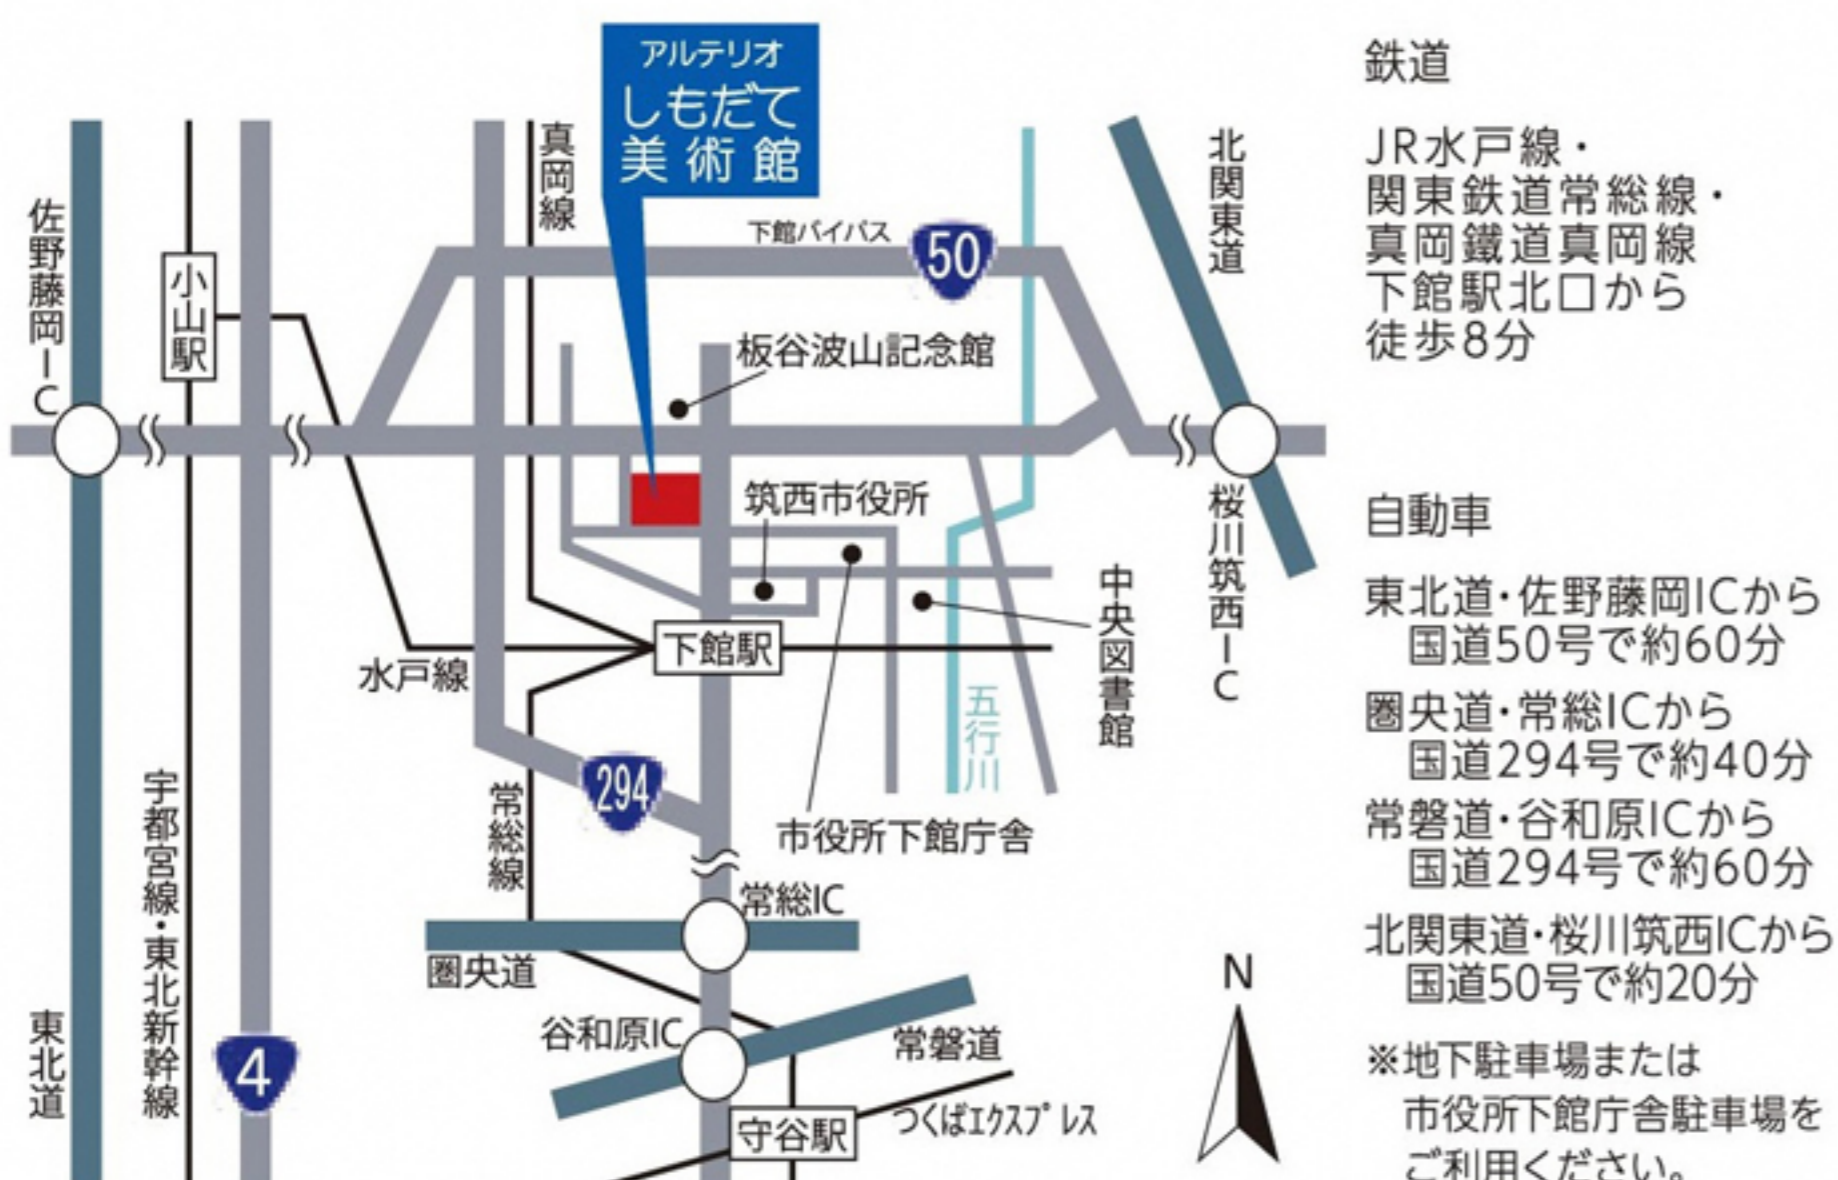 アルテリオ
しもだて
美術館
真岡線
北関東道
佐野藤岡IC
小山駅
下館バイパス
50
板谷波山記念館
筑西市役所
桜川筑西IC
中央図書館
下館駅
水戸線
五行川
294
常総線
市役所下館庁舎
宇都宮線・東北新幹線
常総IC
圏央道
谷和原IC
常磐道
東北道
4
守谷駅
つくばエクスプレス
N
鉄道
JR水戸線・
関東鉄道常総線・
真岡鐵道真岡線
下館駅北口から
徒歩8分
自動車
東北道・佐野藤岡ICから
国道50号で約60分
圏央道・常総ICから
国道294号で約40分
常磐道・谷和原ICから
国道294号で約60分
北関東道・桜川筑西ICから
国道50号で約20分
※地下駐車場または
市役所下館庁舎駐車場を
ご利用ください。